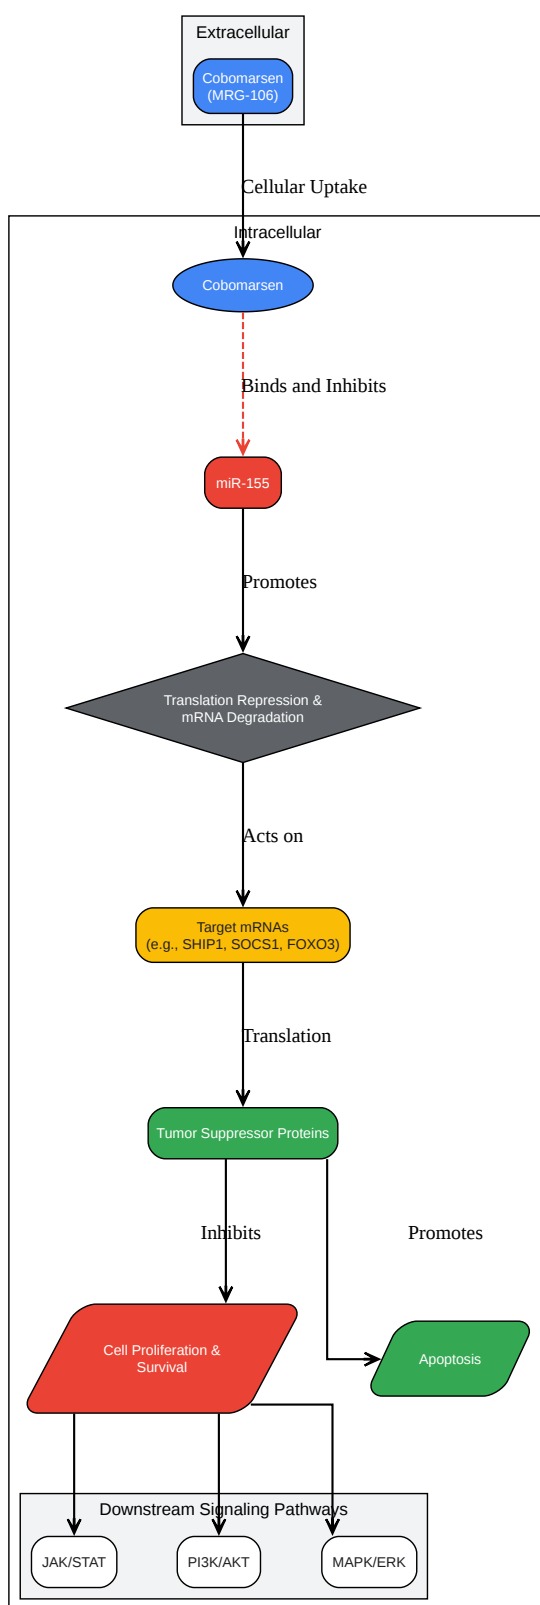 Extracellular
Cobomarsen
(MRG-106)
Cellular Uptake
Intracellular
Cobomarsen
Binds and Inhibits
miR-155
Promotes
Translation Repression &
mRNA Degradation
Acts on
Target mRNAs
(e.g., SHIP1, SOCS1, FOXO3)
Translation
Tumor Suppressor Proteins
Inhibits
Promotes
Cell Proliferation &
Survival
Apoptosis
Downstream Signaling Pathways
JAK/STAT
PI3K/AKT
MAPK/ERK